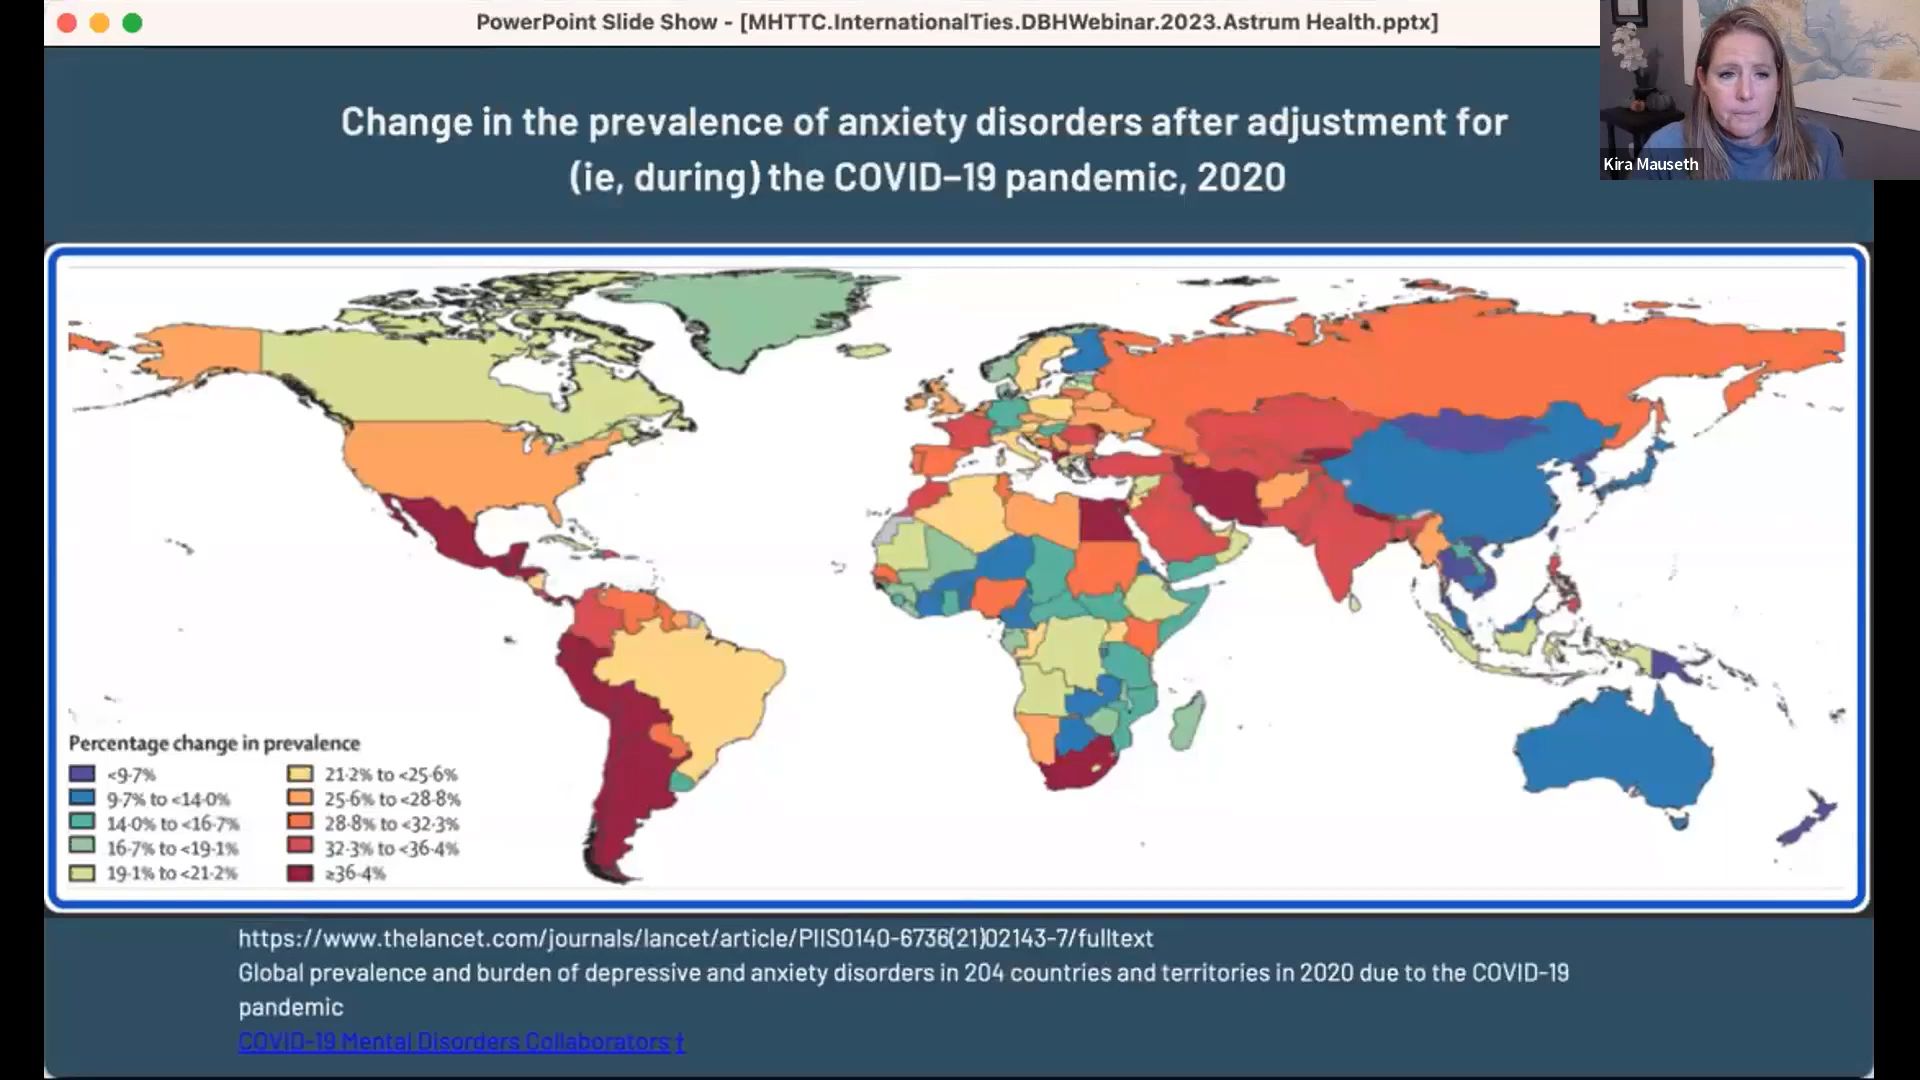 PowerPoint Slide Show - [MHTTC.InternationalTies.DBHWebinar.2023.Astrum Health.pptx]
Kira Mauseth
Change in the prevalence of anxiety disorders after adjustment for
(ie, during) the COVID-19 pandemic, 2020
Percentage change in prevalence
<9·7%
9·7% to <14·0%
14·0% to <16·7%
16·7% to <19·1%
19·1% to <21·2%
21·2% to <25·6%
25·6% to <28·8%
28·8% to <32·3%
32·3% to <36·4%
≥36·4%
https://www.thelancet.com/journals/lancet/article/PIIS0140-6736(21)02143-7/fulltext
Global prevalence and burden of depressive and anxiety disorders in 204 countries and territories in 2020 due to the COVID-19
pandemic
COVID-19 Mental Disorders Collaborators †